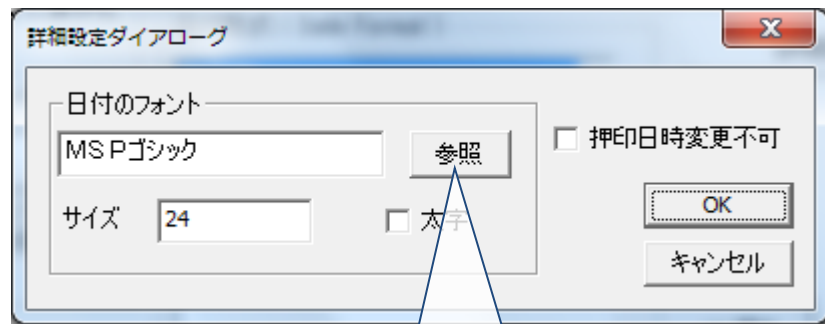 詳細設定ダイアローグ
日付のフォント
MS Pゴシック
参照
押印日時変更不可
サイズ
24
太字
OK
キャンセル